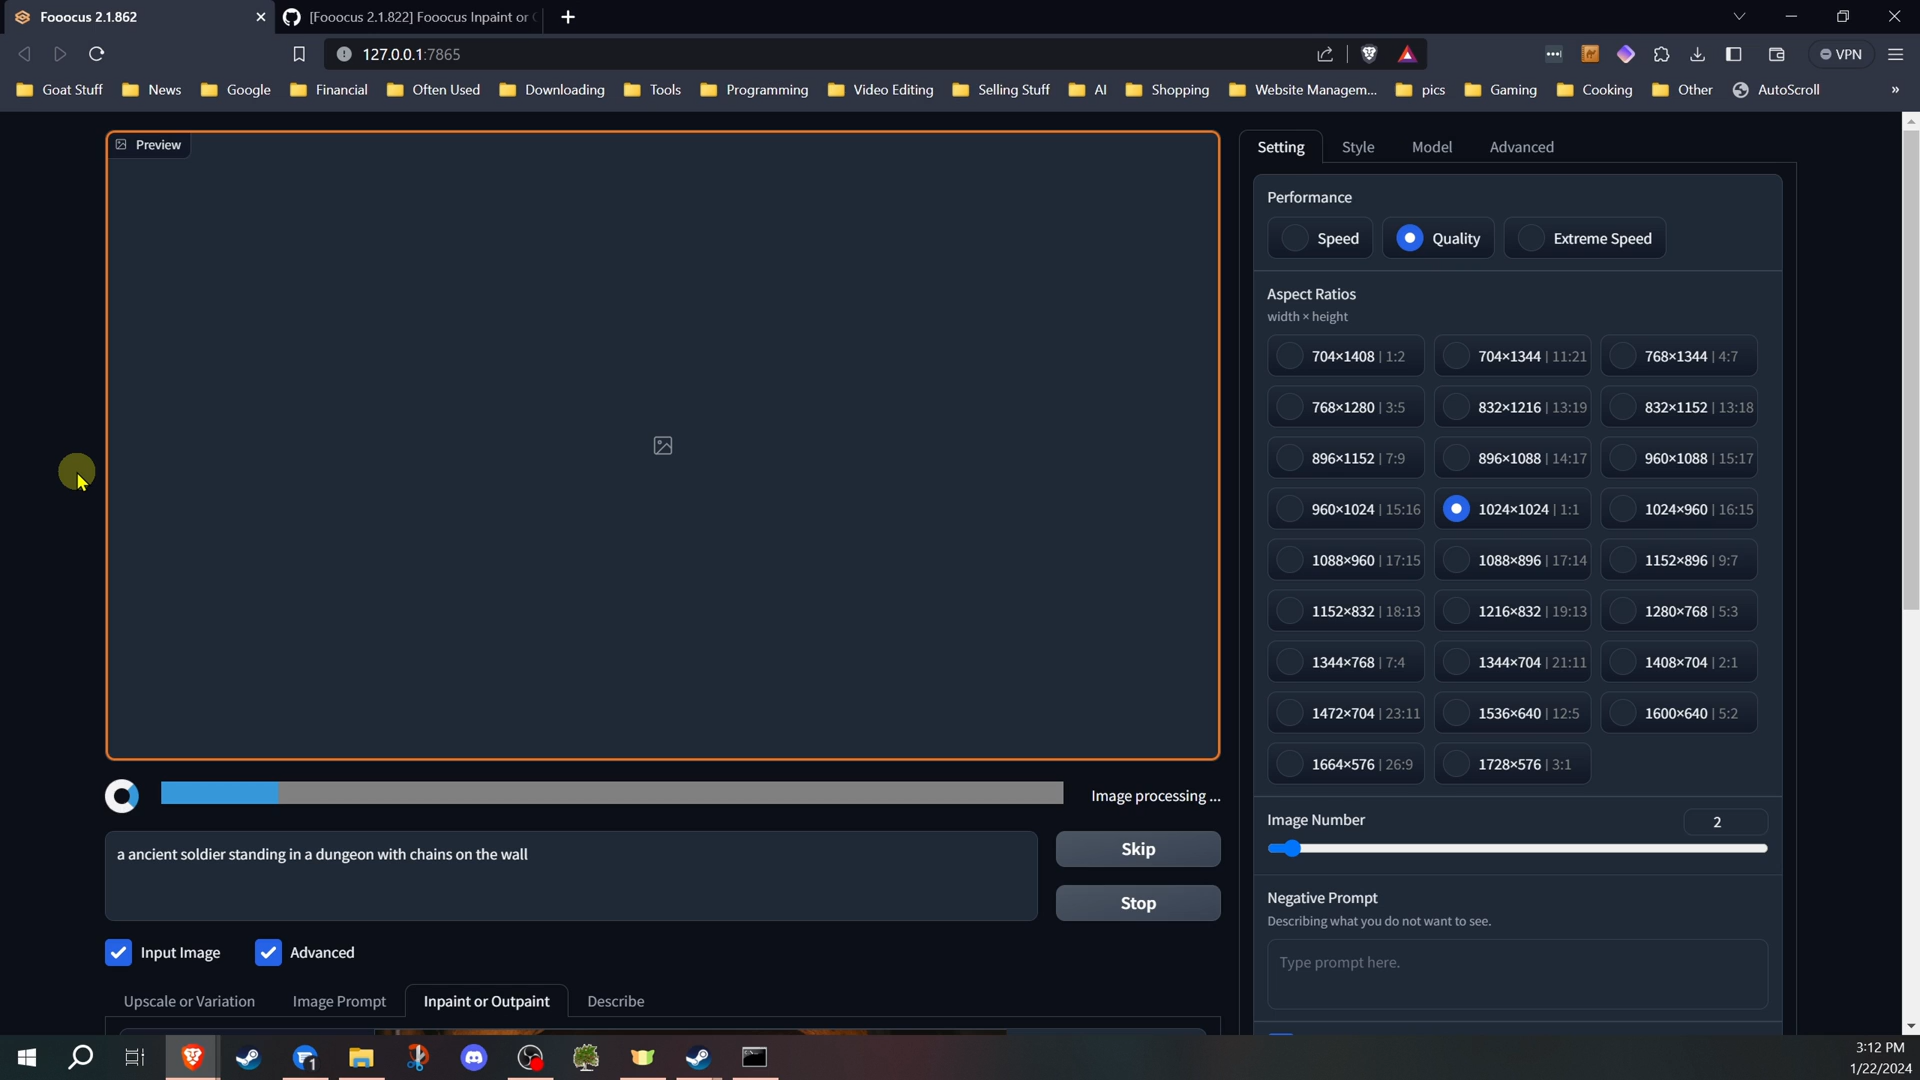 Fooocus 2.1.862
[Fooocus 2.1.822] Fooocus Inpaint or
127.0.0.1:7865
VPN
Goat Stuff
News
Google
Financial
Often Used
Downloading
Tools
Programming
Video Editing
Selling Stuff
AI
Shopping
Website Managem...
pics
Gaming
Cooking
Other
AutoScroll
»
Preview
Setting
Style
Model
Advanced
Performance
Speed
Quality
Extreme Speed
Aspect Ratios
width × height
704×1408 | 1:2
704×1344 | 11:21
768×1344 | 4:7
768×1280 | 3:5
832×1216 | 13:19
832×1152 | 13:18
896×1152 | 7:9
896×1088 | 14:17
960×1088 | 15:17
960×1024 | 15:16
1024×1024 | 1:1
1024×960 | 16:15
1088×960 | 17:15
1088×896 | 17:14
1152×896 | 9:7
1152×832 | 18:13
1216×832 | 19:13
1280×768 | 5:3
1344×768 | 7:4
1344×704 | 21:11
1408×704 | 2:1
1472×704 | 23:11
1536×640 | 12:5
1600×640 | 5:2
1664×576 | 26:9
1728×576 | 3:1
Image processing ...
a ancient soldier standing in a dungeon with chains on the wall
Skip
Stop
Input Image
Advanced
Upscale or Variation
Image Prompt
Inpaint or Outpaint
Describe
Image Number
2
Negative Prompt
Describing what you do not want to see.
Type prompt here.
1
3:12 PM
1/22/2024